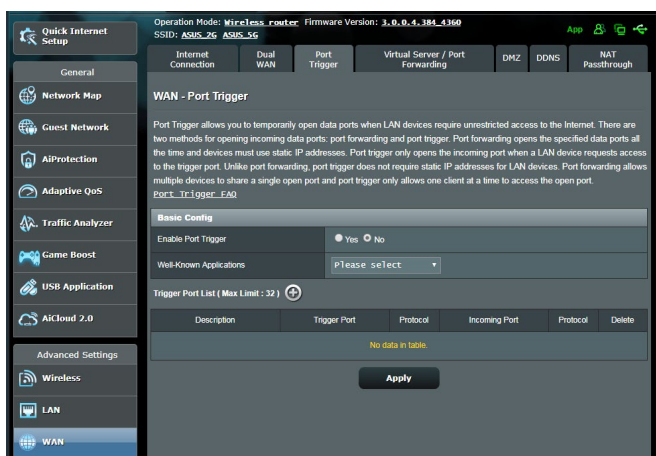 Quick Internet
Setup
General
Network Map
Guest Network
AiProtection
Adaptive QoS
Traffic Analyzer
Game Boost
USB Application
AiCloud 2.0
Advanced Settings
Wireless
LAN
WAN
Operation Mode: Wireless router Firmware Version: 3.0.0.4.384_4360
SSID: ASUS_2G ASUS_5G
App
Internet
Connection
Dual
WAN
Port
Trigger
Virtual Server / Port
Forwarding
DMZ
DDNS
NAT
Passthrough
WAN - Port Trigger
Port Trigger allows you to temporarily open data ports when LAN devices require unrestricted access to the Internet. There are
two methods for opening incoming data ports: port forwarding and port trigger. Port forwarding opens the specified data ports all
the time and devices must use static IP addresses. Port trigger only opens the incoming port when a LAN device requests access
to the trigger port. Unlike port forwarding, port trigger does not require static IP addresses for LAN devices. Port forwarding allows
multiple devices to share a single open port and port trigger only allows one client at a time to access the open port.
Port Trigger FAQ
Basic Config
Enable Port Trigger
Yes No
Well-Known Applications
Please select
Trigger Port List ( Max Limit : 32 )
Description Trigger Port Protocol Incoming Port Protocol Delete
No data in table.
Apply